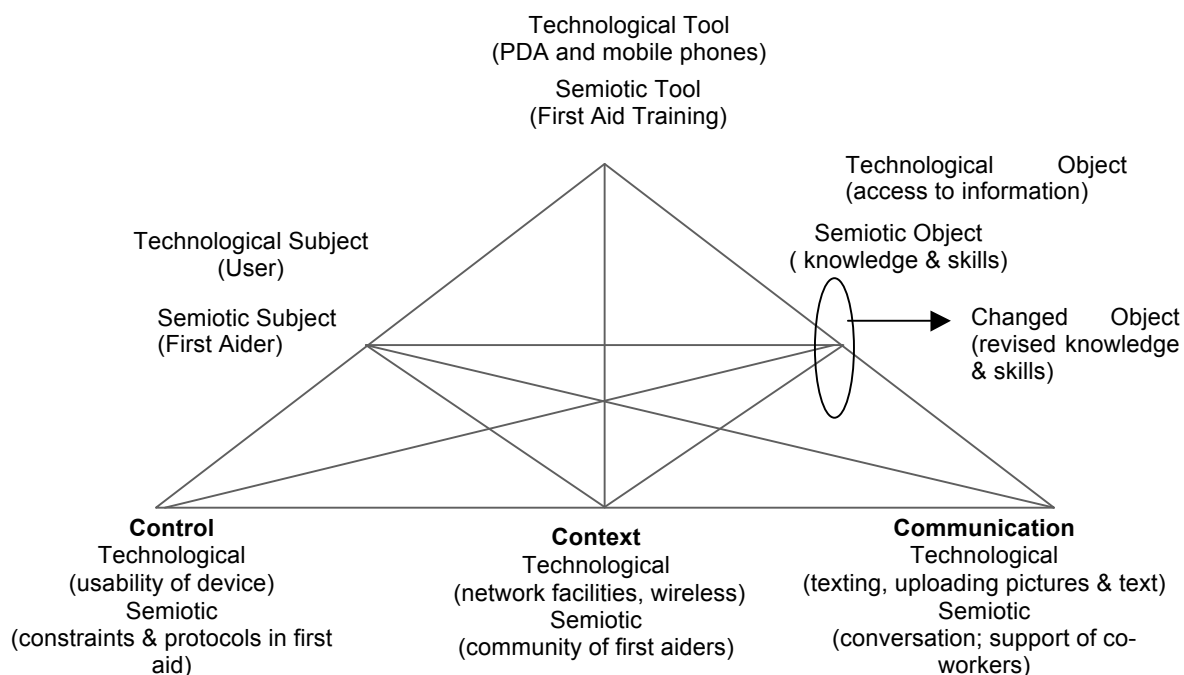 Technological Tool
(PDA and mobile phones)
Semiotic Tool
(First Aid Training)
Technological Object
(access to information)
Technological Subject
(User)
Semiotic Object
( knowledge & skills)
Semiotic Subject
(First Aider)
Changed Object
(revised knowledge
& skills)
Control
Technological
(usability of device)
Semiotic
(constraints & protocols in first
aid)
Context
Technological
(network facilities, wireless)
Semiotic
(community of first aiders)
Communication
Technological
(texting, uploading pictures & text)
Semiotic
(conversation; support of co-
workers)